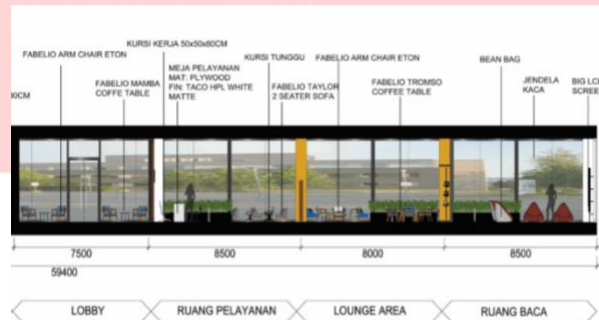 FABELIO ARM CHAIR ETON
KURSI KERJA 50x50x80CM
KURSI TUNGGU
FABELIO ARM CHAIR ETON
BEAN BAG
MEJA PELAYANAN
MAT: PLYWOOD
FIN: TACO HPL WHITE
MATTE
FABELIO MAMBA
COFFE TABLE
FABELIO TAYLOR
2 SEATER SOFA
FABELIO TROMSO
COFFEE TABLE
JENDELA
KACA
BIG LC
SCREE
0CM
7500
8500
8000
8500
59400
LOBBY
RUANG PELAYANAN
LOUNGE AREA
RUANG BACA